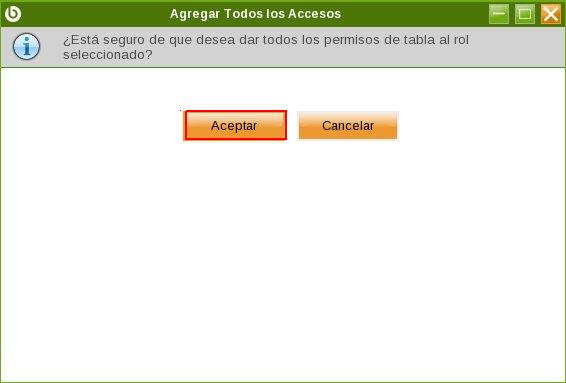 Agregar Todos los Accesos
¿Está seguro de que desea dar todos los permisos de tabla al rol
seleccionado?
Aceptar
Cancelar